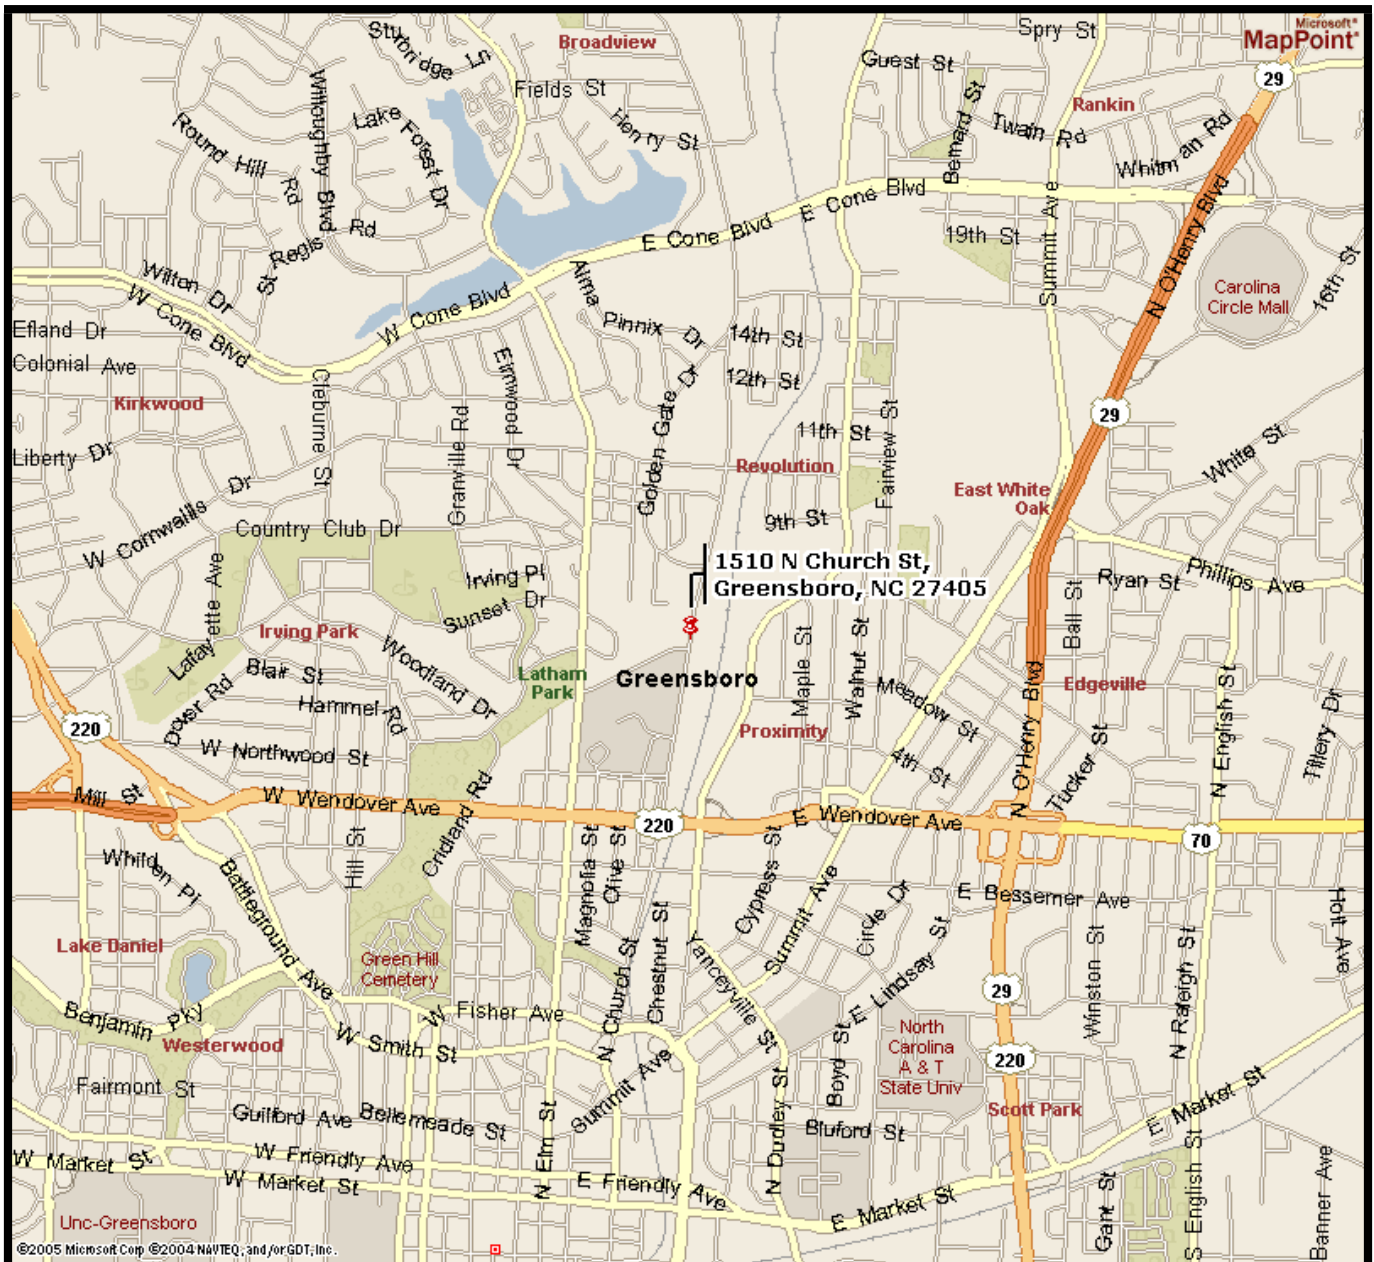 Sturbridge Ln
Broadview
Spry St
Microsoft®
MapPoint®
Guest St
29
Willoughby Blvd
Fields St
Bernard St
Rankin
Lake Forest Dr
Henry St
Twain Rd
Whitman Rd
Round Hill Rd
E Cone Blvd
Regis Rd
E Cone Blvd
19th St
Summit Ave
N O'Henry Blvd
Wilton Dr
St
Alma
Carolina
Circle Mall
16th St
W Cone Blvd
W Cone Blvd
Efland Dr
Pinnix Dr
14th St
Colonial Ave
Cleburne St
Elmwood Dr
12th St
Kirkwood
Golden Gate Dr
29
Granville Rd
11th St
Fairview St
White St
Liberty Dr
Revolution
East White
Oak
W Cornwallis Dr
9th St
Country Club Dr
1510 N Church St,
Greensboro, NC 27405
Irving Pl
Ryan St
Phillips Ave
Lafayette Ave
Sunset Dr
Ball St
Irving Park
Woodland Dr
Maple St
Walnut St
Blair St
Latham
Park
Greensboro
Meadow St
Edgeville
N English St
Dover Rd
Hammel Rd
N O'Henry Blvd
220
Proximity
W Northwood St
4th St
Tucker St
Tillery Dr
Mill St
W Wendover Ave
Cridland Rd
220
E Wendover Ave
70
Whilden Pl
Hill St
Magnolia St
Olive St
Cypress St
Battleground Ave
Summit Ave
Circle Dr
E Bessemer Ave
Holt Ave
Lake Daniel
Green Hill
Cemetery
N Church St
Chestnut St
Yanceyville St
E Lindsay St
Winston St
N Raleigh St
29
Benjamin Pky
W Fisher Ave
Westerwood
W Smith St
North
Carolina
A & T
State Univ
220
Boyd St
Summit Ave
Fairmont St
Guilford Ave
Bellemeade St
N Elm St
N Dudley St
Bluford St
Scott Park
E Market St
W Market St
W Friendly Ave
W Market St
E Friendly Ave
E Market St
Gant St
S English St
Banner Ave
Unc-Greensboro
©2005 Microsoft Corp ©2004 NAVTEQ, and/or GDT, Inc.